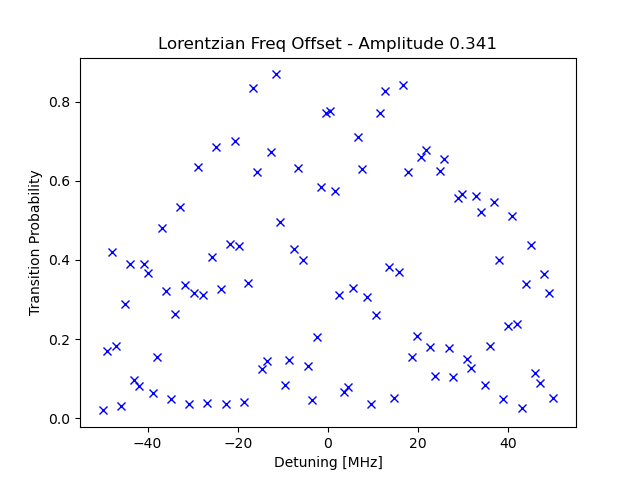 Lorentzian Freq Offset - Amplitude 0.341
Transition Probability
0.8
0.6
0.4
0.2
0.0
−40 −20 0 20 40
Detuning [MHz]